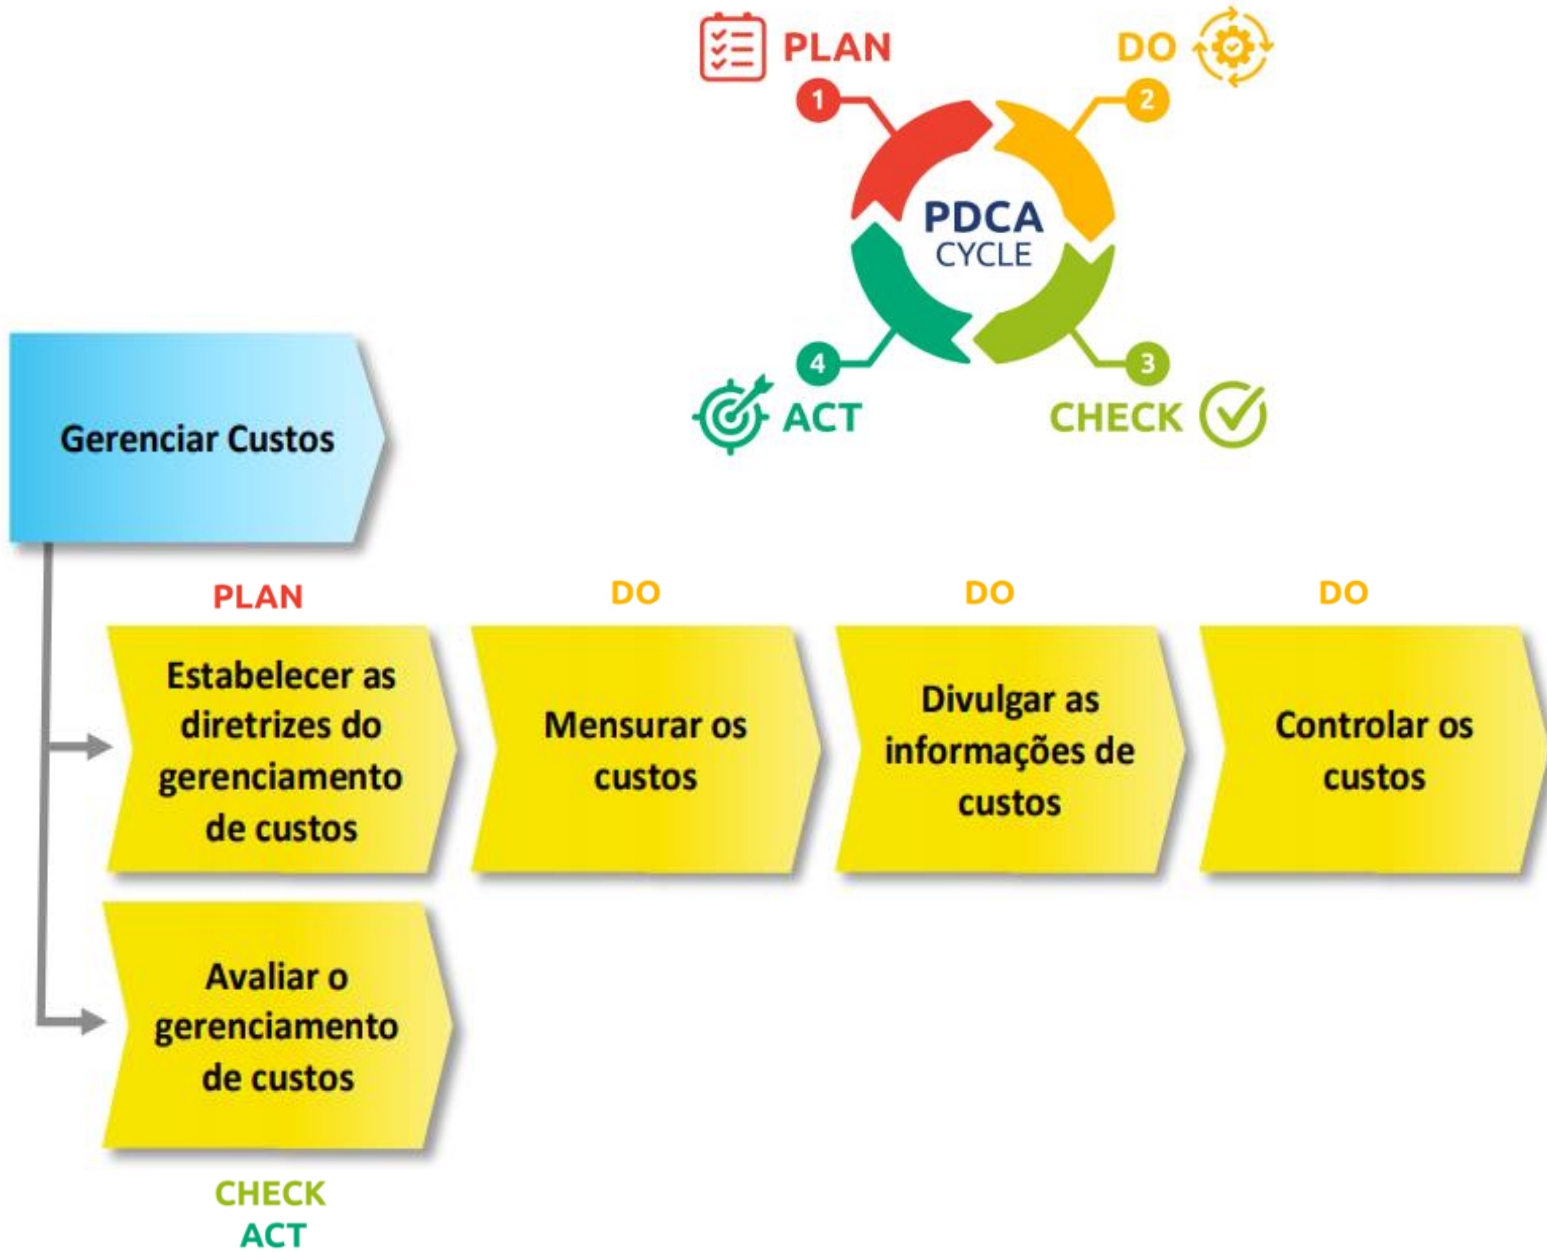 PLAN
DO
1
2
PDCA
CYCLE
4
3
ACT
CHECK
Gerenciar Custos
PLAN
DO
DO
DO
Estabelecer as
diretrizes do
gerenciamento
de custos
Mensurar os
custos
Divulgar as
informações de
custos
Controlar os
custos
Avaliar o
gerenciamento
de custos
CHECK
ACT